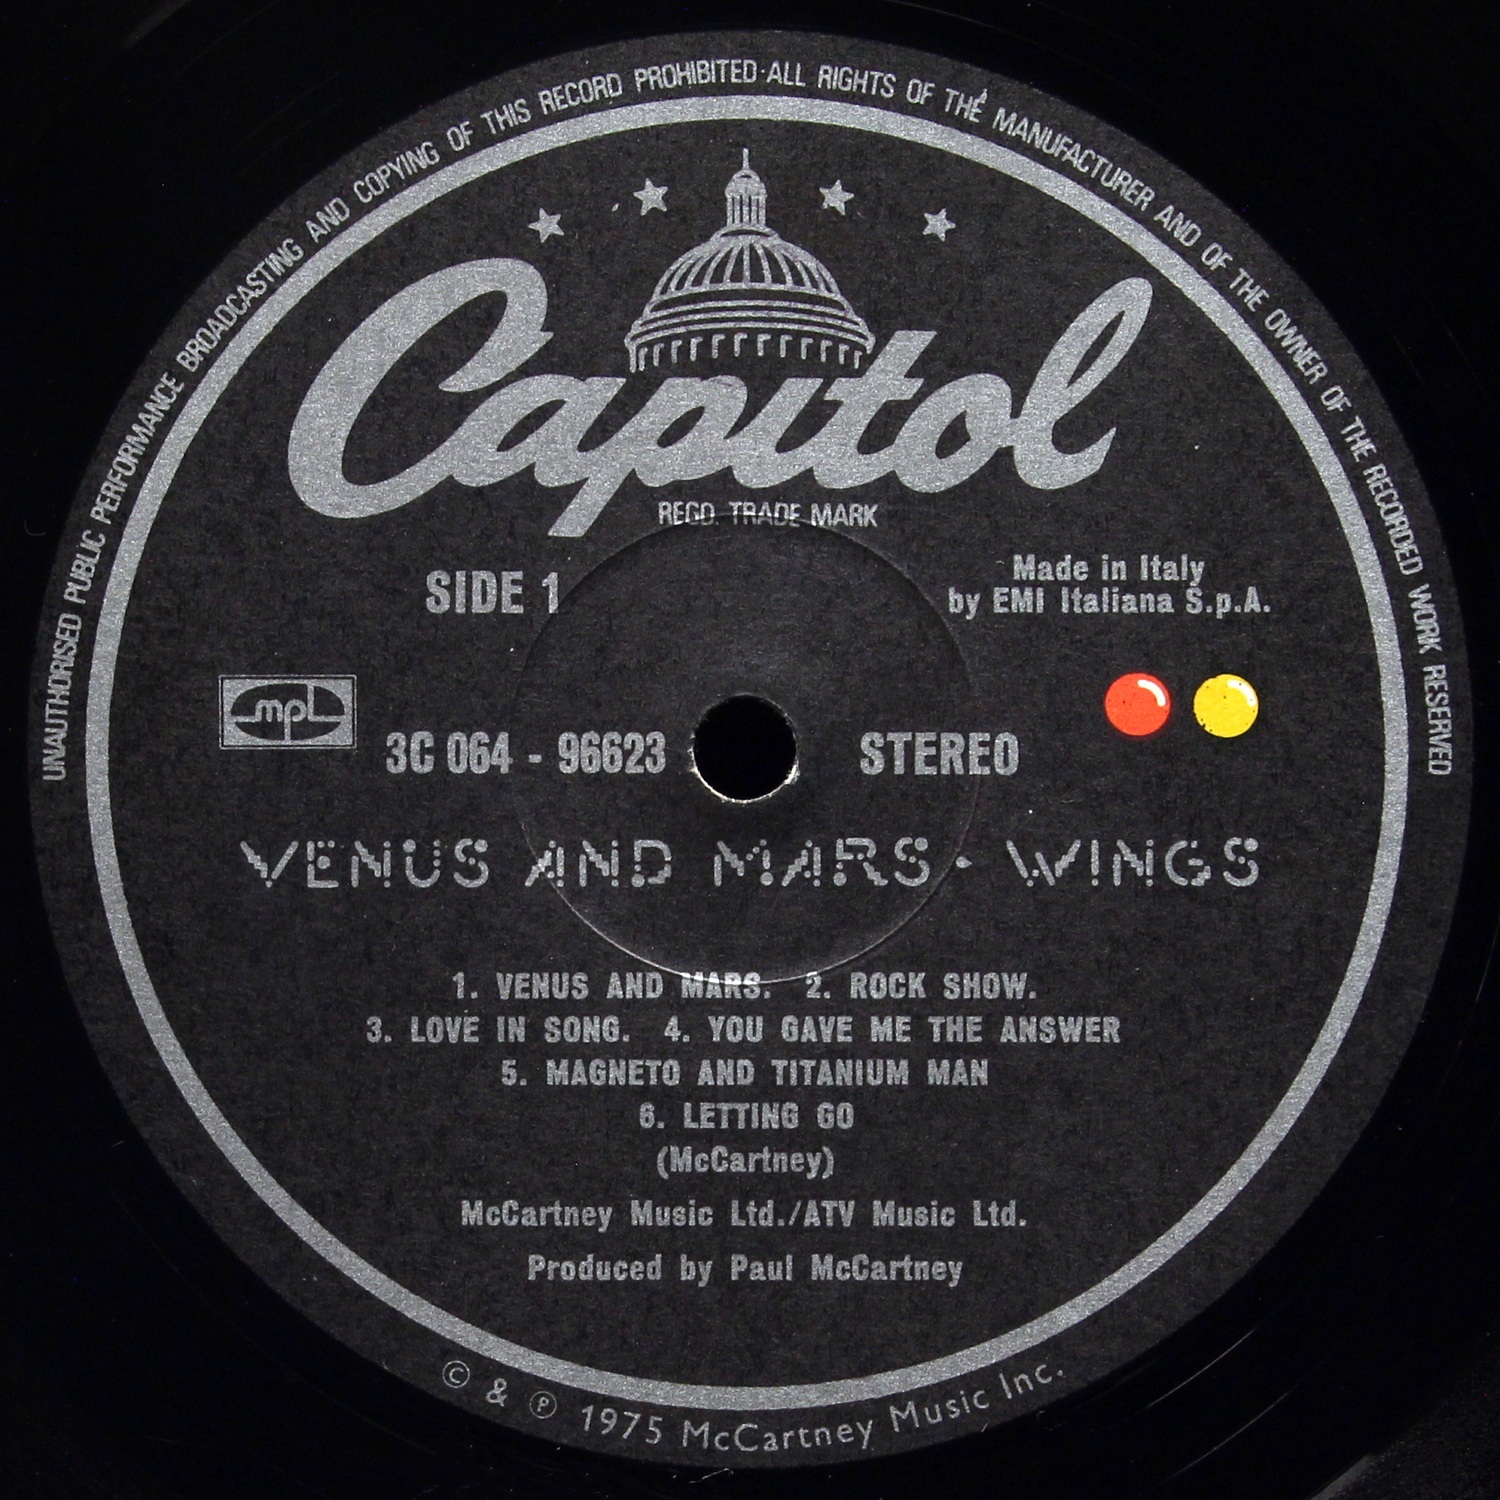 UNAUTHORISED PUBLIC PERFORMANCE BROADCASTING AND COPYING OF THIS RECORD PROHIBITED·ALL RIGHTS OF THE MANUFACTURER AND OF THE OWNER OF THE RECORDED WORK RESERVED
Capitol
REGD. TRADE MARK
SIDE 1
Made in Italy
by EMI Italiana S.p.A.
mpl
3C 064 - 96623 STEREO
VENUS AND MARS · WINGS
1. VENUS AND MARS. 2. ROCK SHOW.
3. LOVE IN SONG. 4. YOU GAVE ME THE ANSWER
5. MAGNETO AND TITANIUM MAN
6. LETTING GO
(McCartney)
McCartney Music Ltd./ATV Music Ltd.
Produced by Paul McCartney
© & ℗ 1975 McCartney Music Inc.